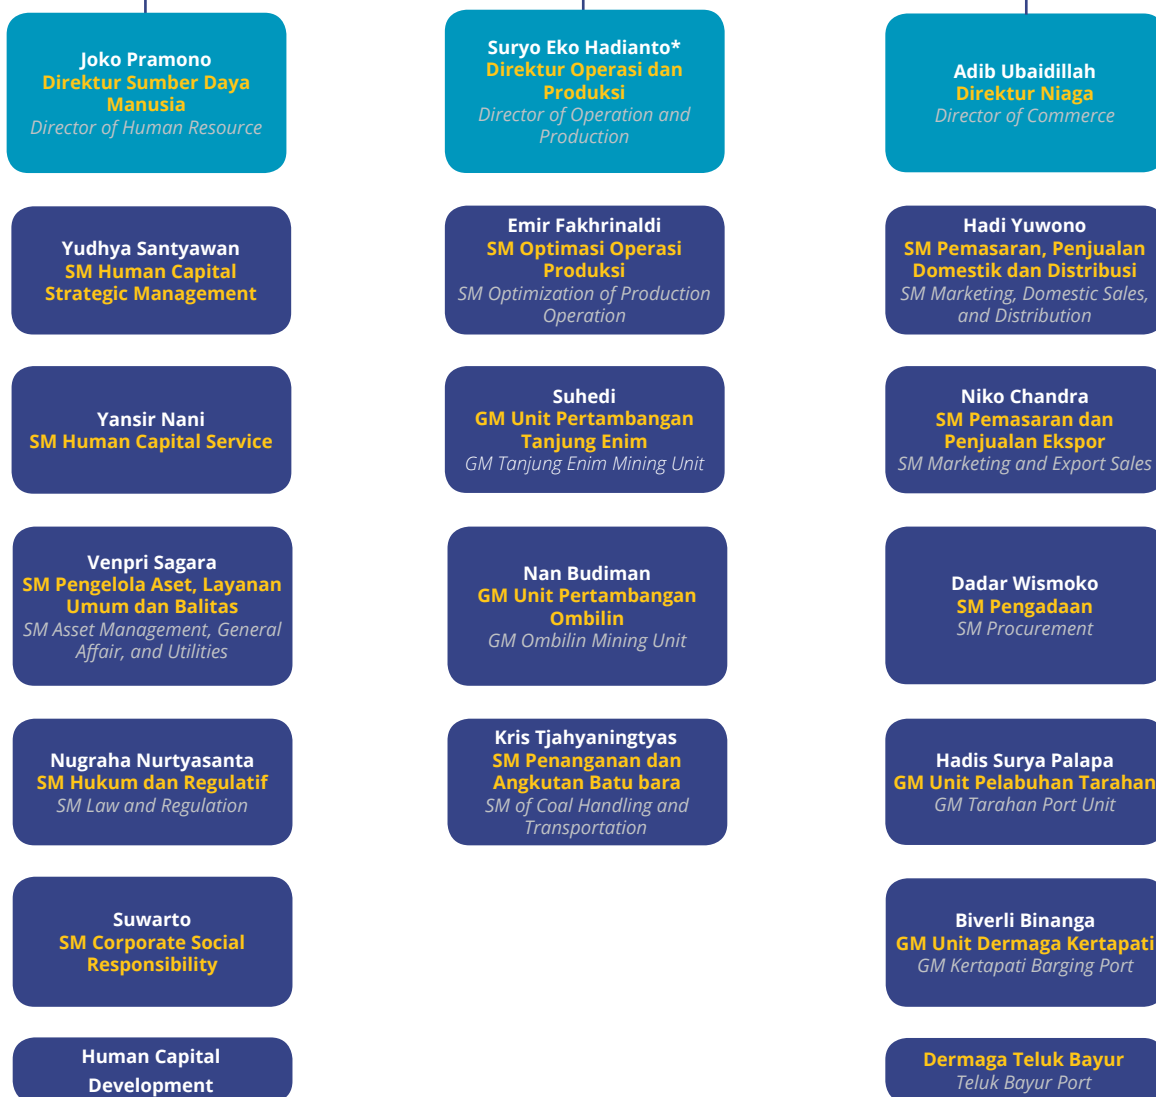 Joko Pramono
Direktur Sumber Daya
Manusia
Director of Human Resource
Yudhya Santyawan
SM Human Capital
Strategic Management
Yansir Nani
SM Human Capital Service
Venpri Sagara
SM Pengelola Aset, Layanan
Umum dan Balitas
SM Asset Management, General
Affair, and Utilities
Nugraha Nurtyasanta
SM Hukum dan Regulatif
SM Law and Regulation
Suwarto
SM Corporate Social
Responsibility
Human Capital
Development
Suryo Eko Hadianto*
Direktur Operasi dan
Produksi
Director of Operation and
Production
Emir Fakhrinaldi
SM Optimasi Operasi
Produksi
SM Optimization of Production
Operation
Suhedi
GM Unit Pertambangan
Tanjung Enim
GM Tanjung Enim Mining Unit
Nan Budiman
GM Unit Pertambangan
Ombilin
GM Ombilin Mining Unit
Kris Tjahyaningtyas
SM Penanganan dan
Angkutan Batu bara
SM of Coal Handling and
Transportation
Adib Ubaidillah
Direktur Niaga
Director of Commerce
Hadi Yuwono
SM Pemasaran, Penjualan
Domestik dan Distribusi
SM Marketing, Domestic Sales,
and Distribution
Niko Chandra
SM Pemasaran dan
Penjualan Ekspor
SM Marketing and Export Sales
Dadar Wismoko
SM Pengadaan
SM Procurement
Hadis Surya Palapa
GM Unit Pelabuhan Tarahan
GM Tarahan Port Unit
Biverli Binanga
GM Unit Dermaga Kertapati
GM Kertapati Barging Port
Dermaga Teluk Bayur
Teluk Bayur Port